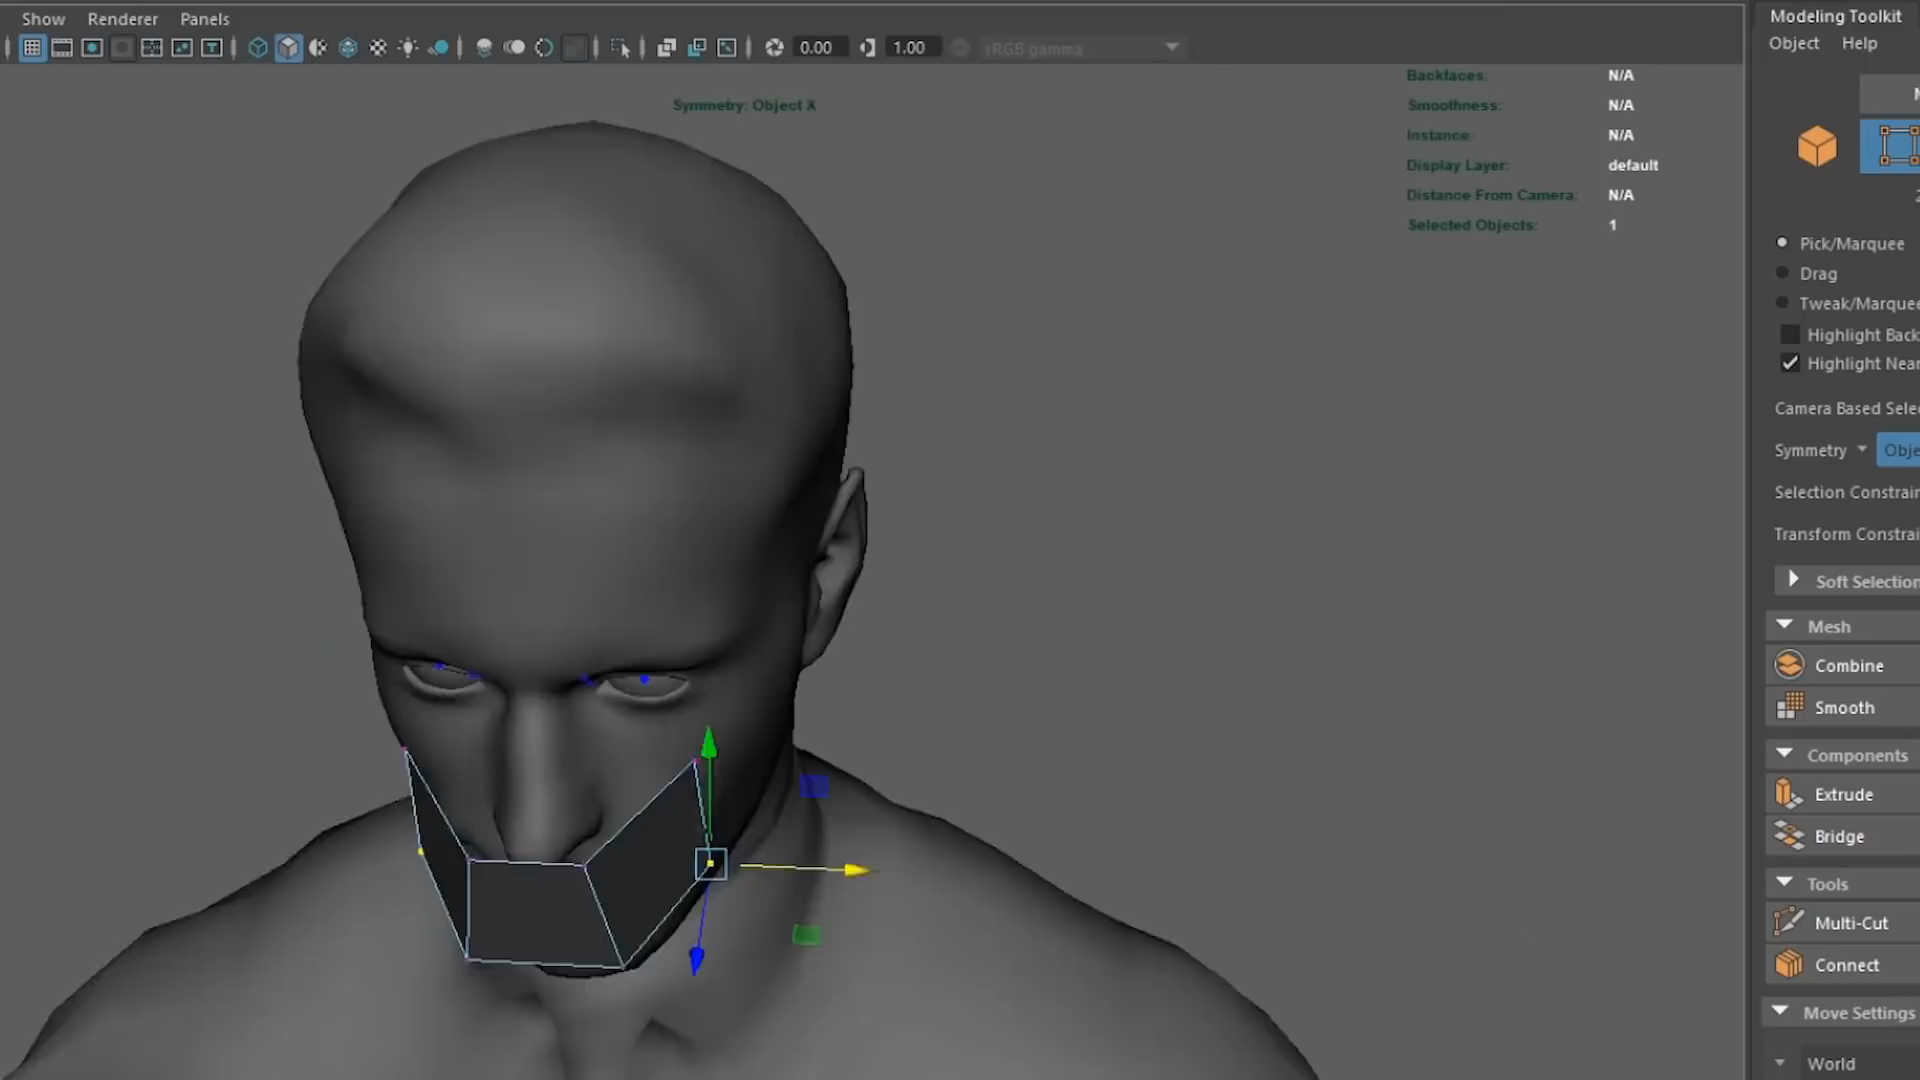 Show Renderer Panels
Modeling Toolkit
Object Help
0.00 1.00 sRGB gamma
Symmetry: Object X
Backfaces: N/A
Smoothness: N/A
Instance: N/A
Display Layer: default
Distance From Camera: N/A
Selected Objects: 1
Pick/Marquee
Drag
Tweak/Marquee
Highlight Back
Highlight Near
Camera Based Selec
Symmetry Obje
Selection Constrain
Transform Constrai
Soft Selection
Mesh
Combine
Smooth
Components
Extrude
Bridge
Tools
Multi-Cut
Connect
Move Settings
World